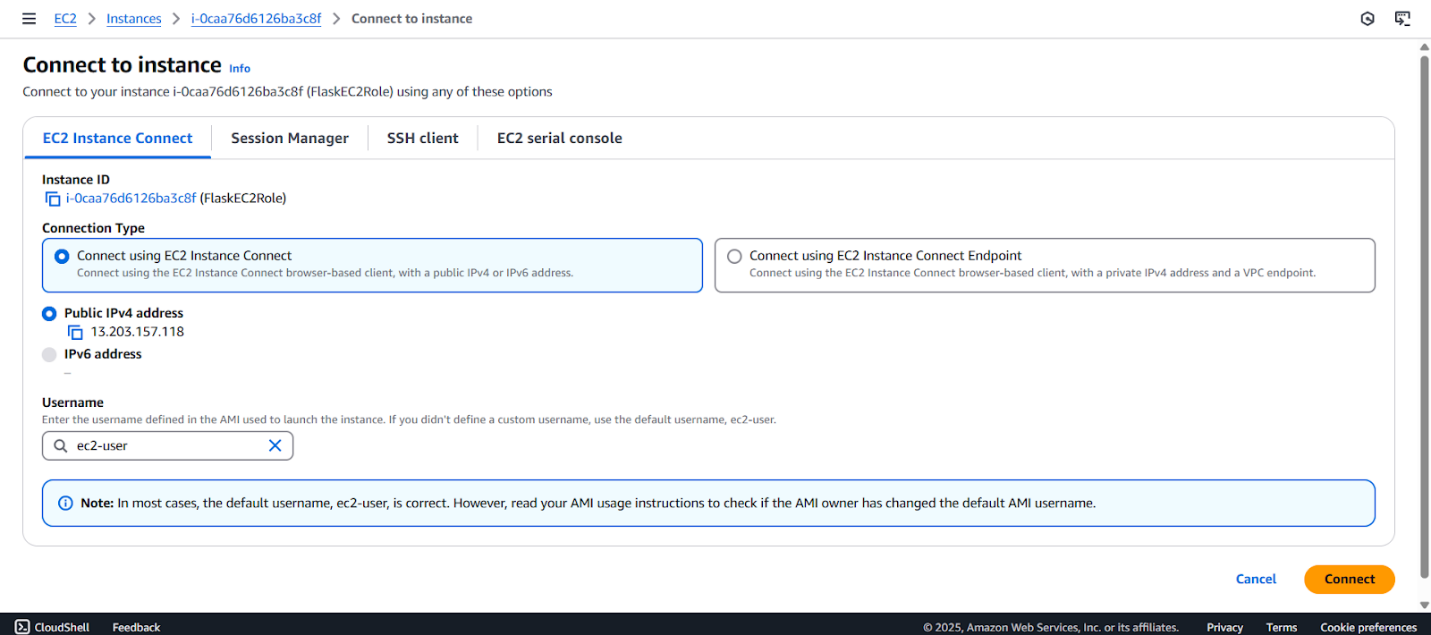 EC2 > Instances > i-0caa76d6126ba3c8f > Connect to instance
Connect to instance Info
Connect to your instance i-0caa76d6126ba3c8f (FlaskEC2Role) using any of these options
EC2 Instance Connect Session Manager SSH client EC2 serial console
Instance ID
i-0caa76d6126ba3c8f (FlaskEC2Role)
Connection Type
Connect using EC2 Instance Connect
Connect using the EC2 Instance Connect browser-based client, with a public IPv4 or IPv6 address.
Connect using EC2 Instance Connect Endpoint
Connect using the EC2 Instance Connect browser-based client, with a private IPv4 address and a VPC endpoint.
Public IPv4 address
13.203.157.118
IPv6 address
–
Username
Enter the username defined in the AMI used to launch the instance. If you didn't define a custom username, use the default username, ec2-user.
ec2-user
Note: In most cases, the default username, ec2-user, is correct. However, read your AMI usage instructions to check if the AMI owner has changed the default AMI username.
Cancel Connect
CloudShell Feedback © 2025, Amazon Web Services, Inc. or its affiliates. Privacy Terms Cookie preferences